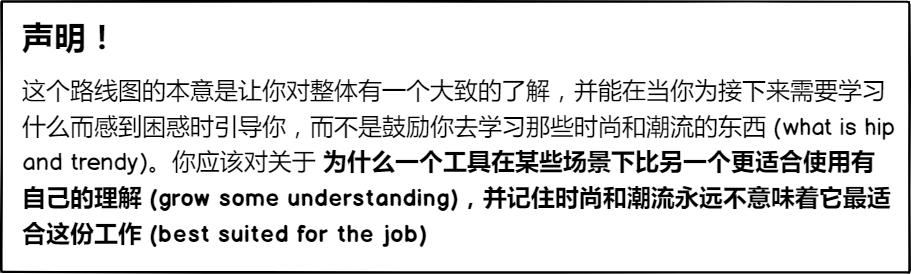 声明！
这个路线图的本意是让你对整体有一个大致的了解，并能在当你为接下来需要学习
什么而感到困惑时引导你，而不是鼓励你去学习那些时尚和潮流的东西 (what is hip
and trendy)。你应该对关于 为什么一个工具在某些场景下比另一个更适合使用有
自己的理解 (grow some understanding)，并记住时尚和潮流永远不意味着它最适
合这份工作 (best suited for the job)